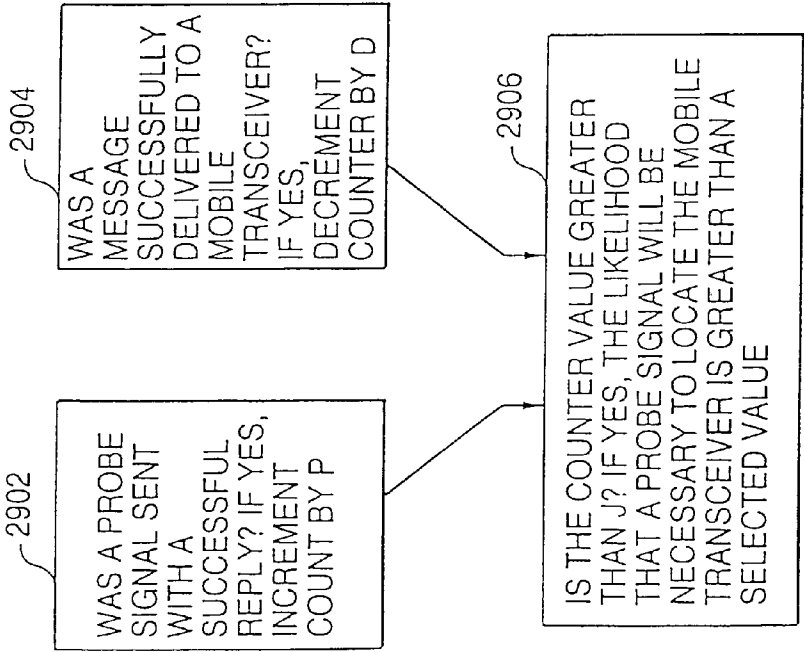 2902
WAS A PROBE
SIGNAL SENT
WITH A
SUCCESSFUL
REPLY? IF YES,
INCREMENT
COUNT BY P
2904
WAS A
MESSAGE
SUCCESSFULLY
DELIVERED TO A
MOBILE
TRANSCEIVER?
IF YES,
DECREMENT
COUNTER BY D
2906
IS THE COUNTER VALUE GREATER
THAN J? IF YES, THE LIKELIHOOD
THAT A PROBE SIGNAL WILL BE
NECESSARY TO LOCATE THE MOBILE
TRANSCEIVER IS GREATER THAN A
SELECTED VALUE